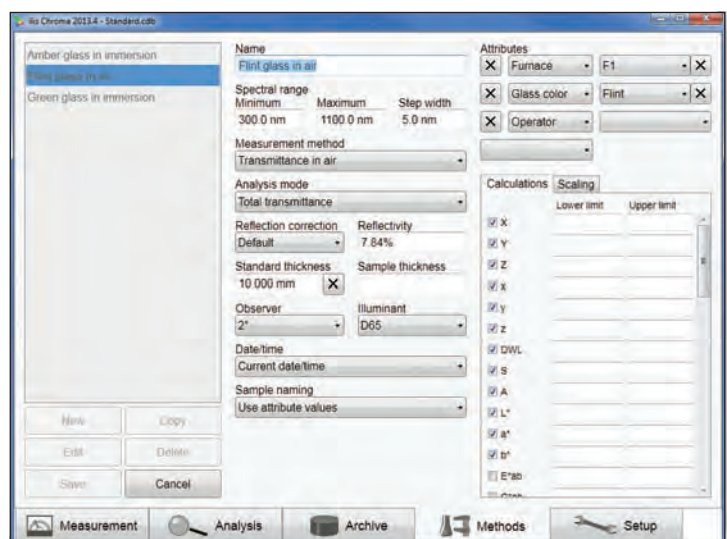 ilis Chroma 2013.4 - Standard.cdb
Amber glass in immersion
Flint glass in air
Green glass in immersion
New
Copy
Edit
Delete
Save
Cancel
Name
Flint glass in air
Spectral range
Minimum Maximum Step width
300.0 nm 1100.0 nm 5.0 nm
Measurement method
Transmittance in air
Analysis mode
Total transmittance
Reflection correction Reflectivity
Default 7.84%
Standard thickness Sample thickness
10.000 mm X
Observer Illuminant
2° D65
Date/time
Current date/time
Sample naming
Use attribute values
Attributes
X Furnace F1 X
X Glass color Flint X
X Operator
Calculations Scaling
Lower limit Upper limit
X
Y
Z
x
y
z
DWL
S
A
L*
a*
b*
E*ab
Measurement Analysis Archive Methods Setup